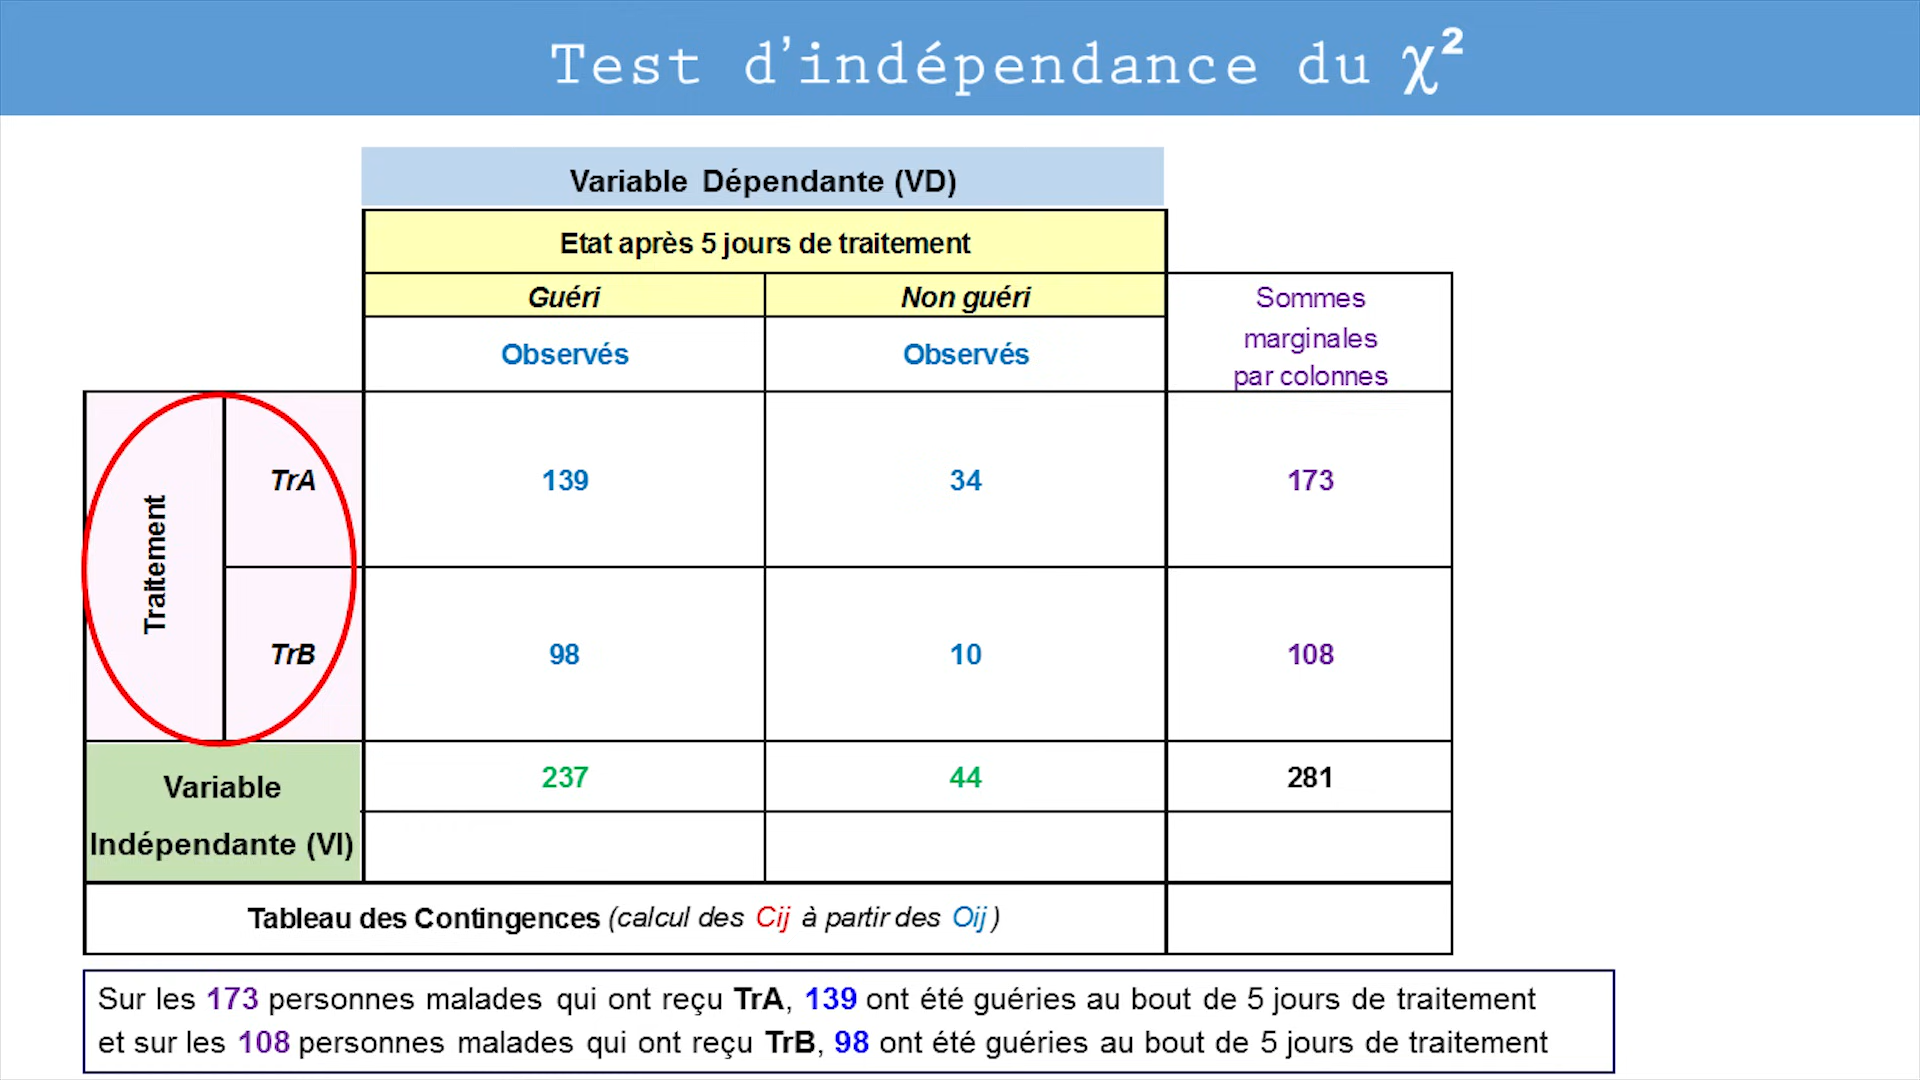 Test d'indépendance du χ²
Variable Dépendante (VD)
Etat après 5 jours de traitement
Guéri Non guéri Sommes
marginales
par colonnes
Observés Observés
Traitement
TrA 139 34 173
TrB 98 10 108
Variable
Indépendante (VI)
237 44 281
Tableau des Contingences (calcul des Cij à partir des Oij)
Sur les 173 personnes malades qui ont reçu TrA, 139 ont été guéries au bout de 5 jours de traitement
et sur les 108 personnes malades qui ont reçu TrB, 98 ont été guéries au bout de 5 jours de traitement